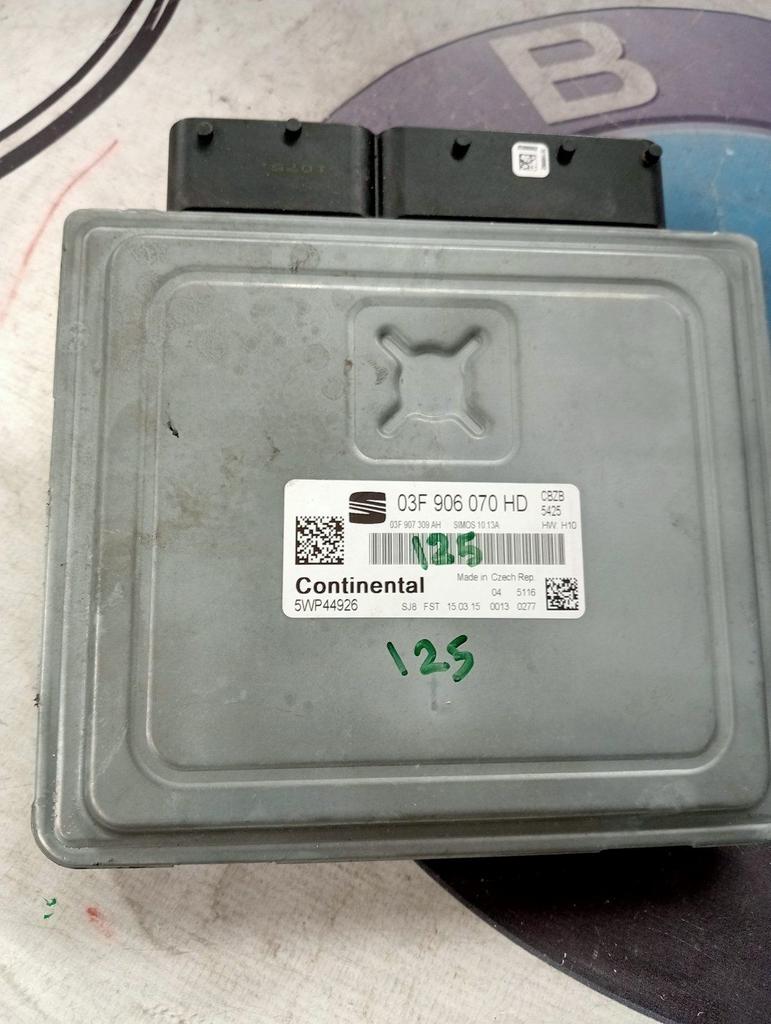 B
03F 906 070 HD CBZB
5425
03F 907 309 AH SIMOS 10.13A HW: H10
125
Continental Made in Czech Rep.
04 5116
5WP44926 SJ8 FST 15.03.15 0013 0277
125